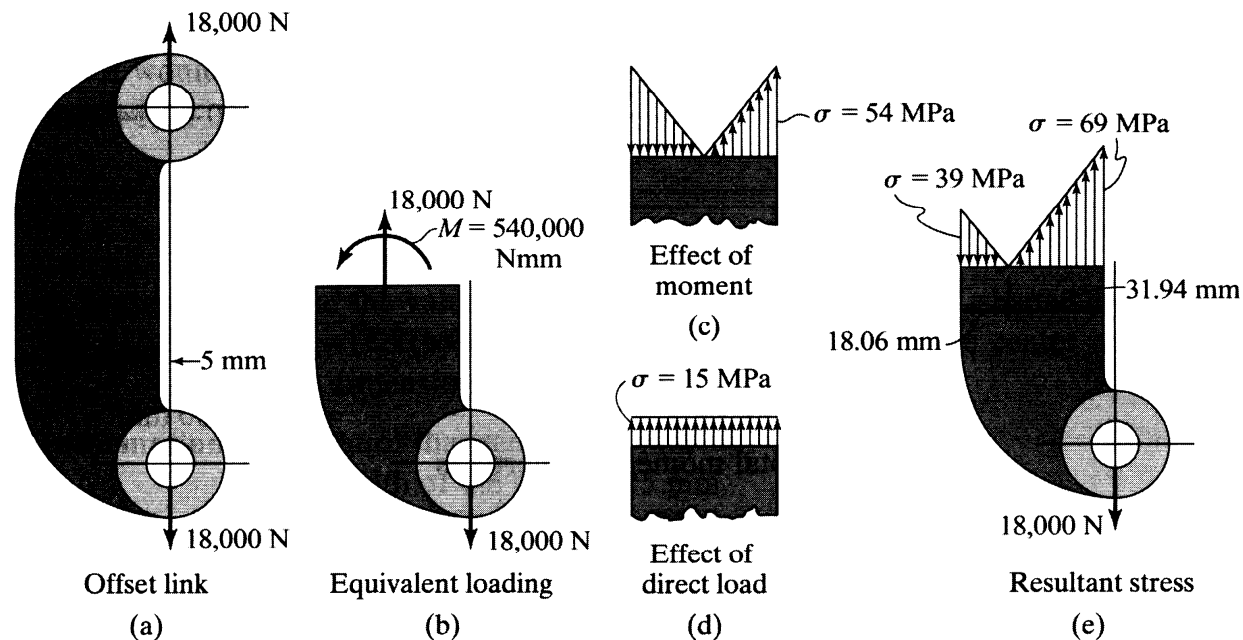 18,000 N
5 mm
18,000 N
Offset link
(a)
18,000 N
M = 540,000
Nmm
18,000 N
Equivalent loading
(b)
σ = 54 MPa
Effect of
moment
(c)
σ = 15 MPa
Effect of
direct load
(d)
σ = 69 MPa
σ = 39 MPa
31.94 mm
18.06 mm
18,000 N
Resultant stress
(e)